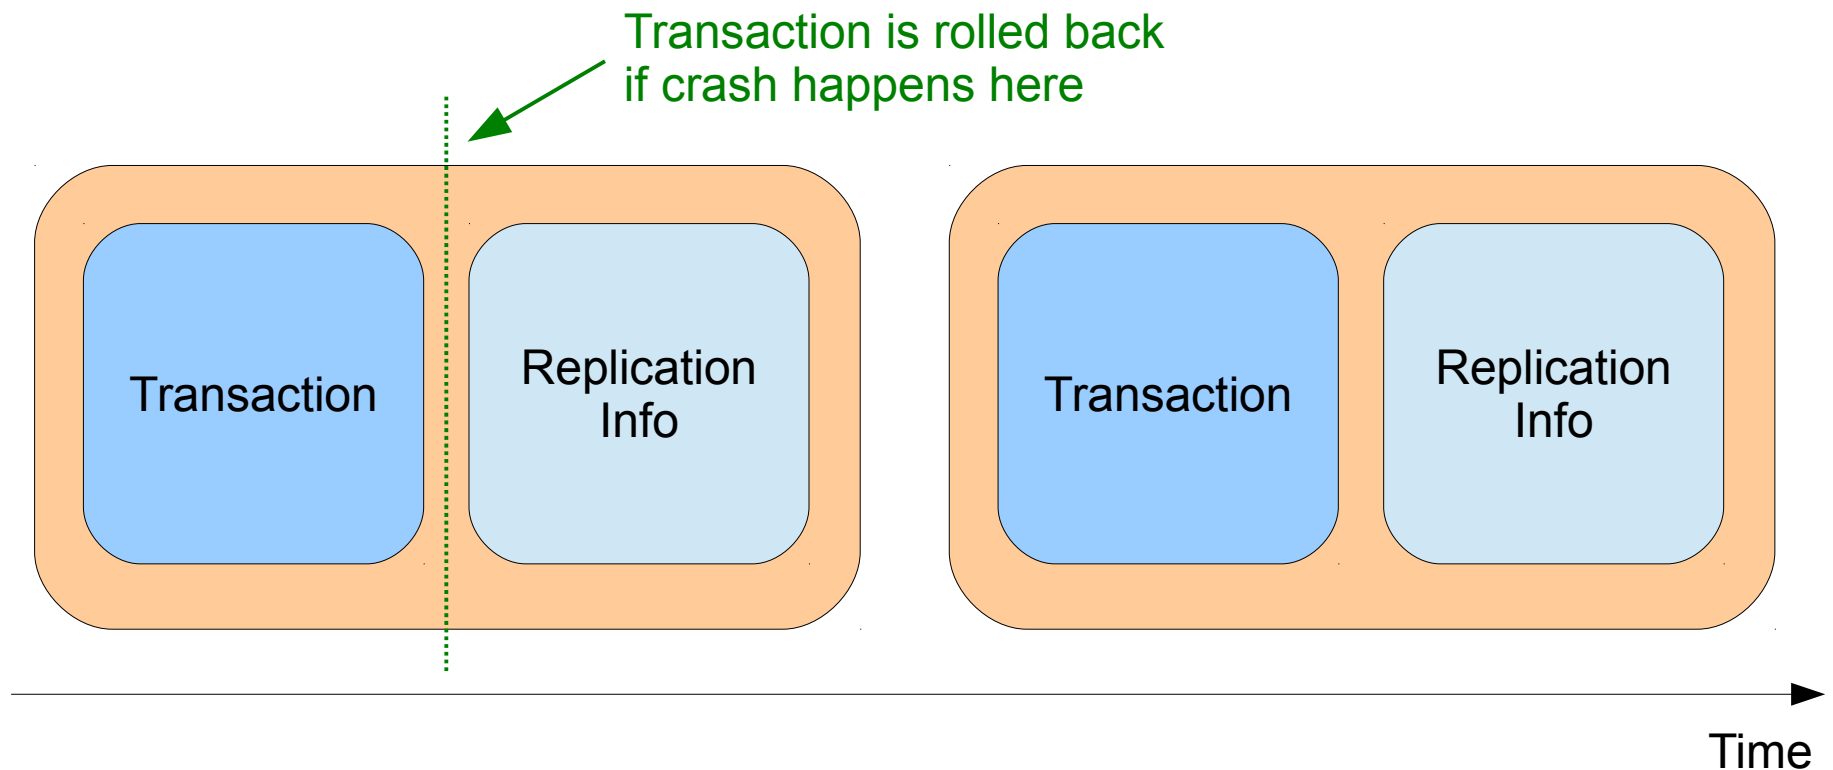 Transaction is rolled back
if crash happens here
Transaction
Replication
Info
Transaction
Replication
Info
Time